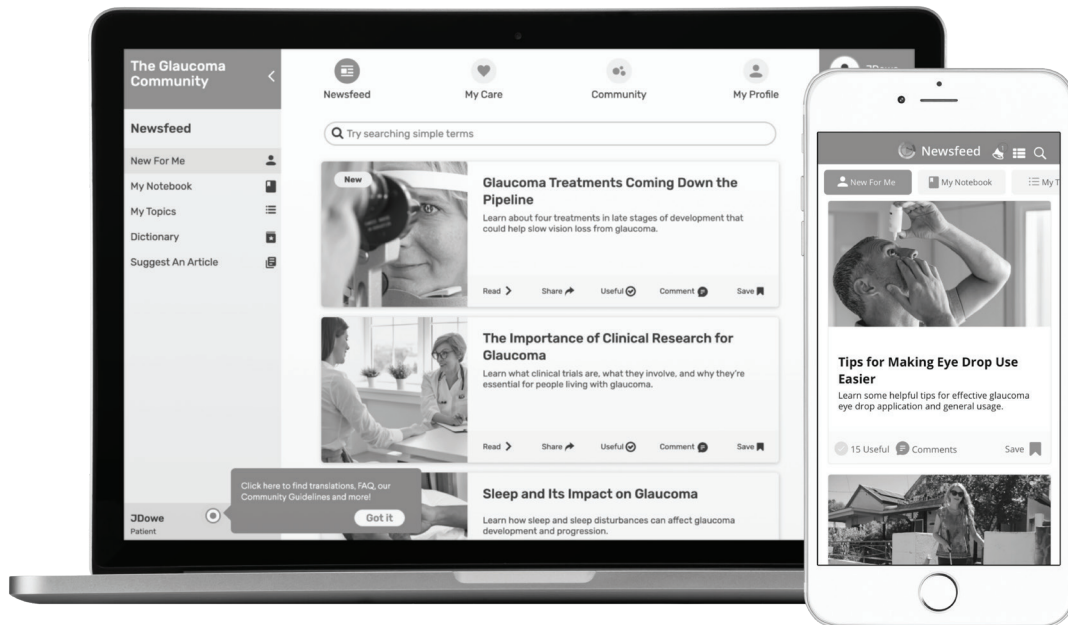 The Glaucoma
Community
Newsfeed
New For Me
My Notebook
My Topics
Dictionary
Suggest An Article
JDowe
Patient
Click here to find translations, FAQ, our
Community Guidelines and more!
Got it
Newsfeed
My Care
Community
My Profile
Try searching simple terms
New
Glaucoma Treatments Coming Down the
Pipeline
Learn about four treatments in late stages of development that
could help slow vision loss from glaucoma.
Read Share Useful Comment Save
The Importance of Clinical Research for
Glaucoma
Learn what clinical trials are, what they involve, and why they're
essential for people living with glaucoma.
Read Share Useful Comment Save
Sleep and Its Impact on Glaucoma
Learn how sleep and sleep disturbances can affect glaucoma
development and progression.
Newsfeed
New For Me My Notebook My T
Tips for Making Eye Drop Use
Easier
Learn some helpful tips for effective glaucoma
eye drop application and general usage.
15 Useful Comments Save